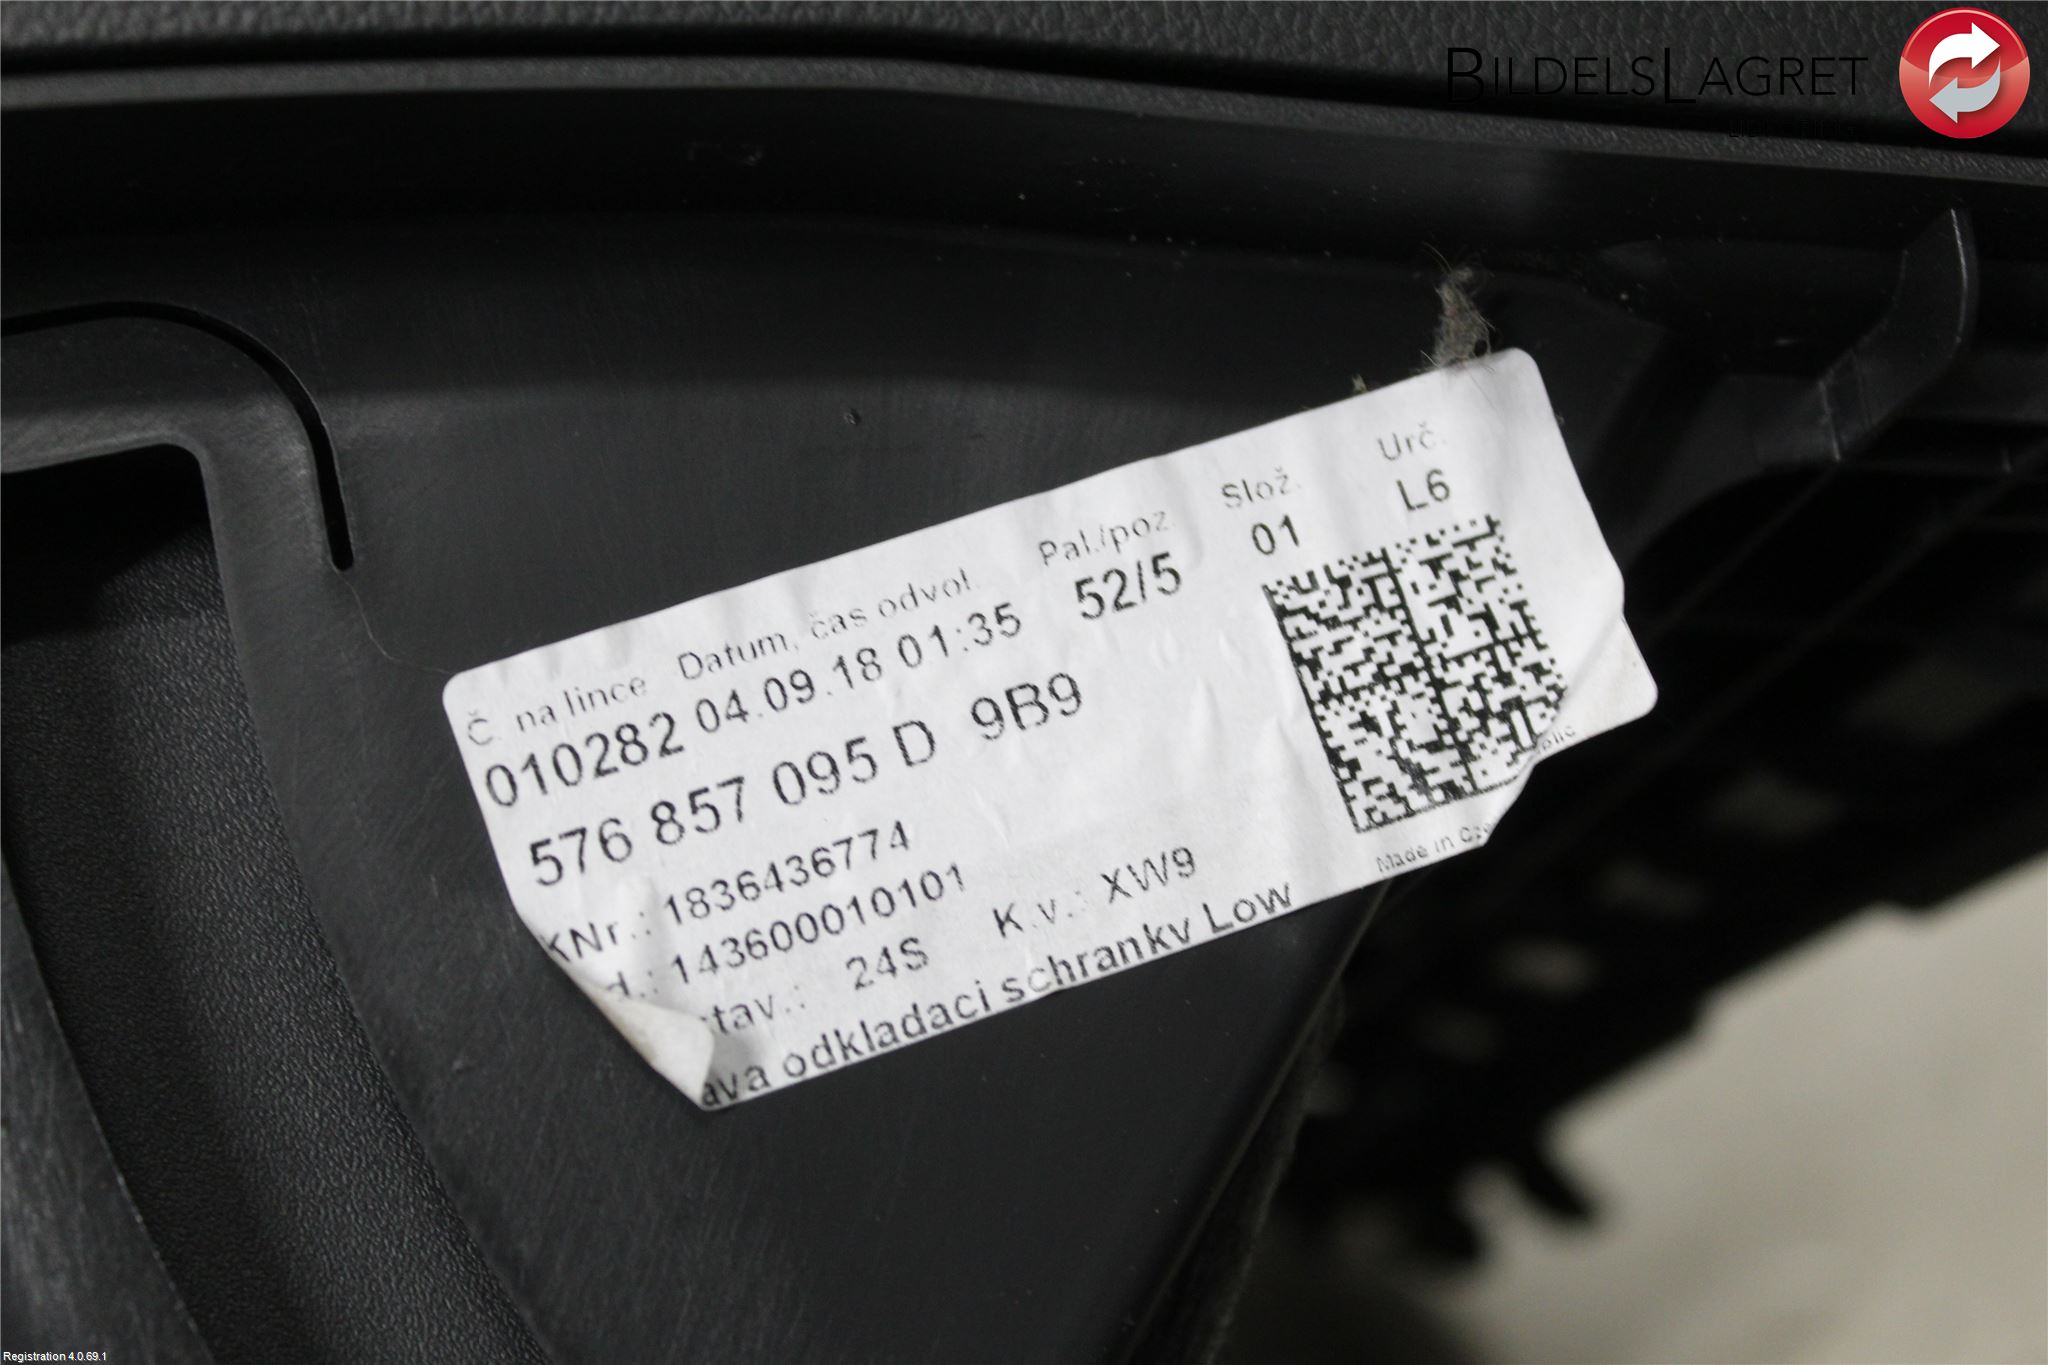 BILDELSLAGRET
Č. na lince Datum, čas odvol. Pal./poz Slož. Urč.
010282 04.09.18 01:35 52/5 01 L6
576 857 095 D 9B9
KNr.: 1836436774
d.: 14360001010​1
tav.: 24S K.v.: XW9
ava odkladaci schranky Low
Made in
Registration 4.0.69.1